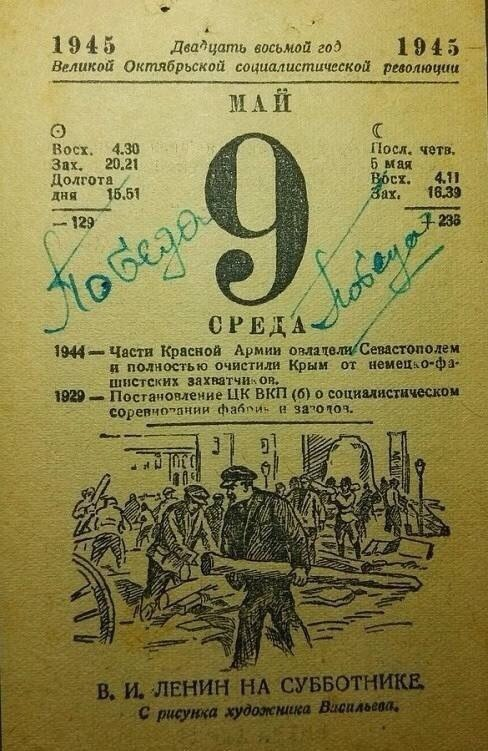 1945 Двадцать восьмой год 1945
Великой Октябрьской социалистической революции
МАЙ
Восх. 4.30
Зах. 20.21
Долгота
дня 15.51
— 129
9
Посл. четв.
5 мая
Восх. 4.11
Зах. 16.39
+ 236
Победа
Победа
СРЕДА
1944 — Части Красной Армии овладели Севастополем
и полностью очистили Крым от немецко-фа-
шистских захватчиков.
1929 — Постановление ЦК ВКП (б) о социалистическом
соревновании фабрик и заводов.
В. И. ЛЕНИН НА СУББОТНИКЕ.
С рисунка художника Васильева.